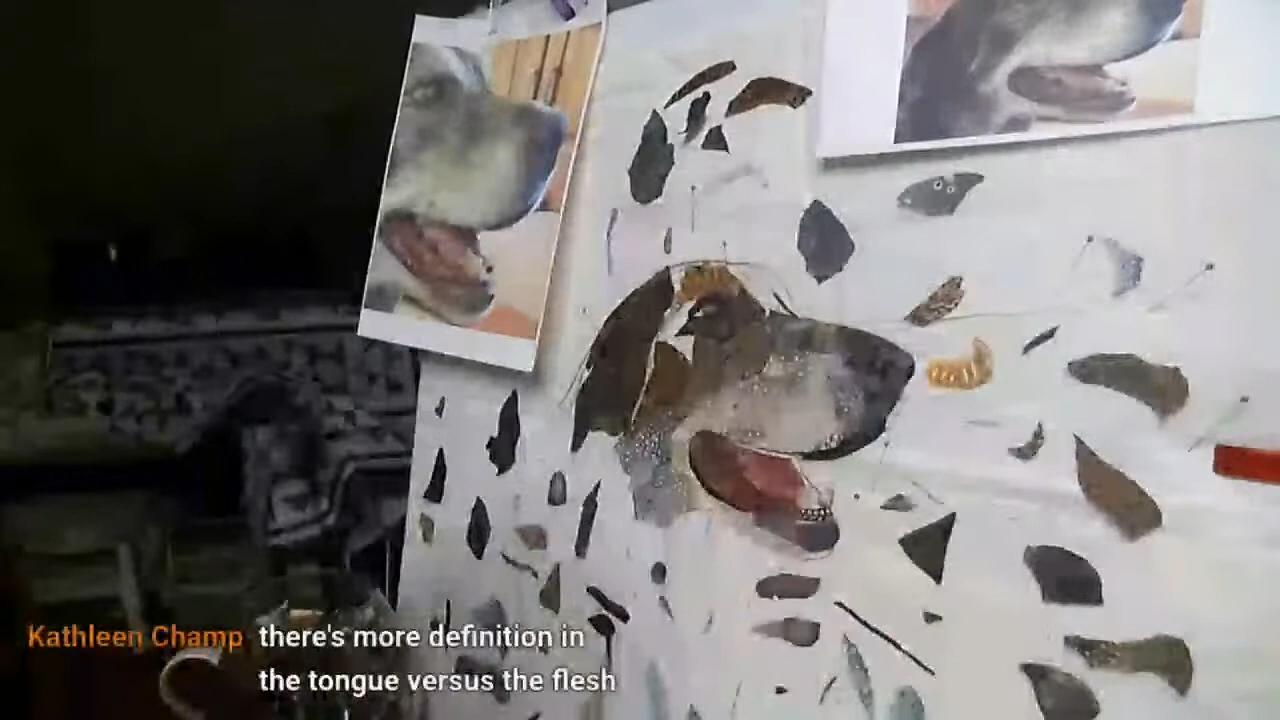 Kathleen Champ there's more definition in
the tongue versus the flesh